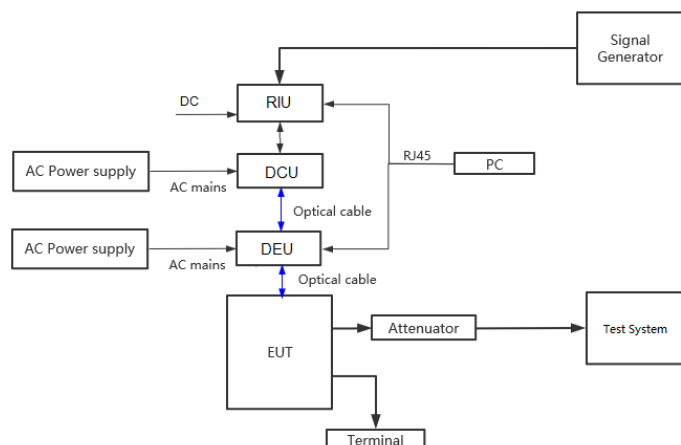 Signal
Generator
DC
RIU
RJ45
PC
AC Power supply
AC mains
DCU
Optical cable
AC Power supply
AC mains
DEU
Optical cable
EUT
Attenuator
Test System
Terminal